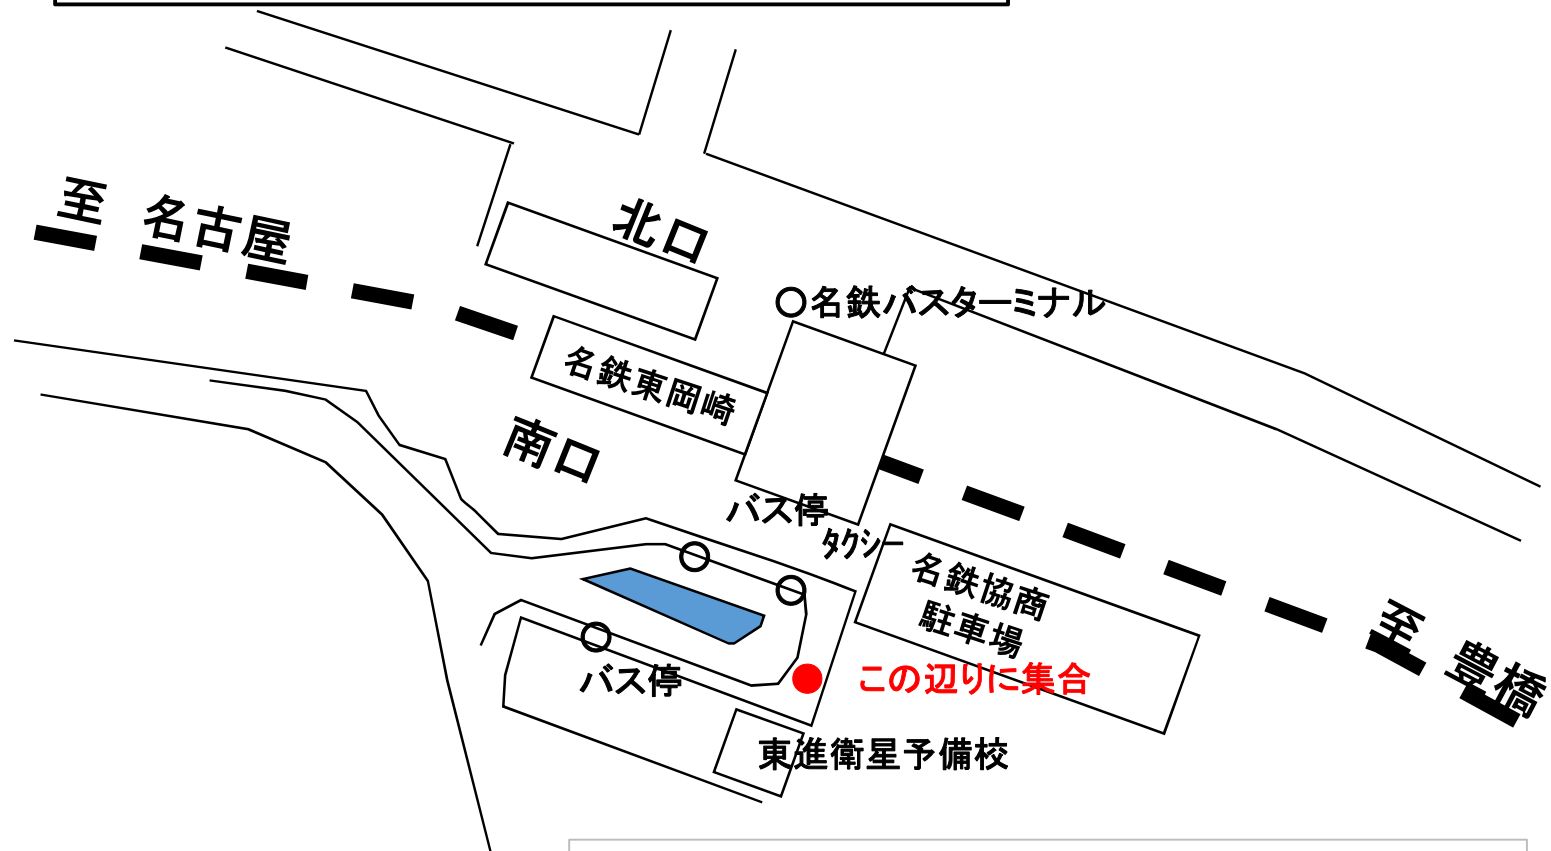 至 名古屋
北口
名鉄バスターミナル
名鉄東岡崎
南口
バス停
ﾀｸｼｰ
名鉄協商
駐車場
至 豊橋
バス停
この辺りに集合
東進衛星予備校